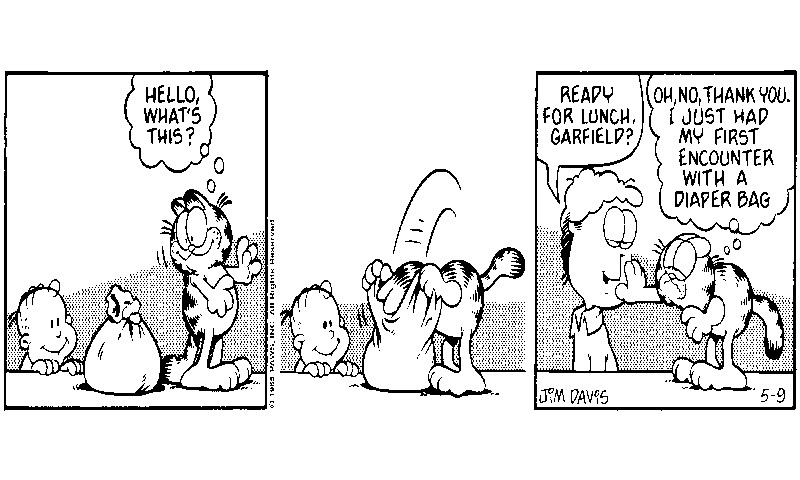 HELLO,
WHAT'S
THIS?
READY
FOR LUNCH,
GARFIELD?
OH, NO, THANK YOU.
I JUST HAD
MY FIRST
ENCOUNTER
WITH A
DIAPER BAG
JIM DAVIS
5-9